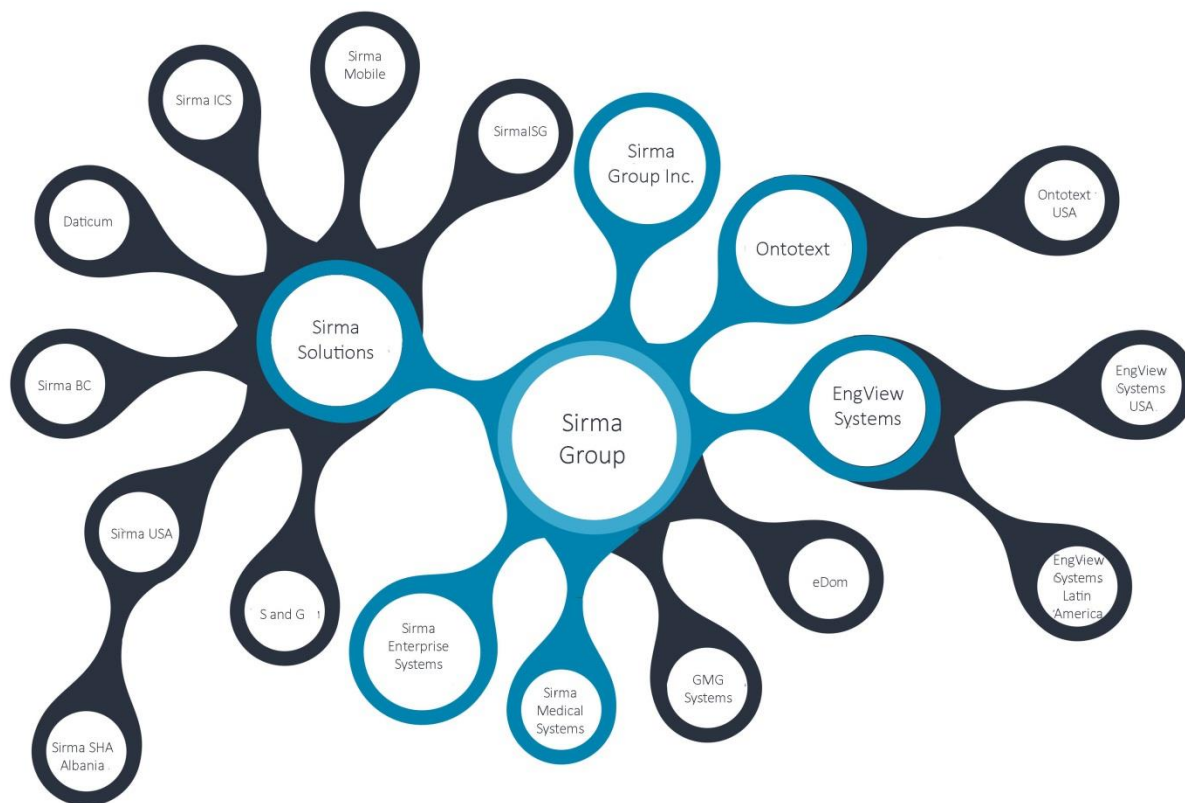 Sirma
Mobile
Sirma ICS
SirmaISG
Sirma
Group Inc.
Ontotext
USA
Daticum
Ontotext
Sirma
Solutions
Sirma BC
EngView
Systems
EngView
Systems
USA
Sirma
Group
Sirma USA
eDom
EngView
Systems
Latin
America
S and G
Sirma
Enterprise
Systems
GMG
Systems
Sirma
Medical
Systems
Sirma SHA
Albania